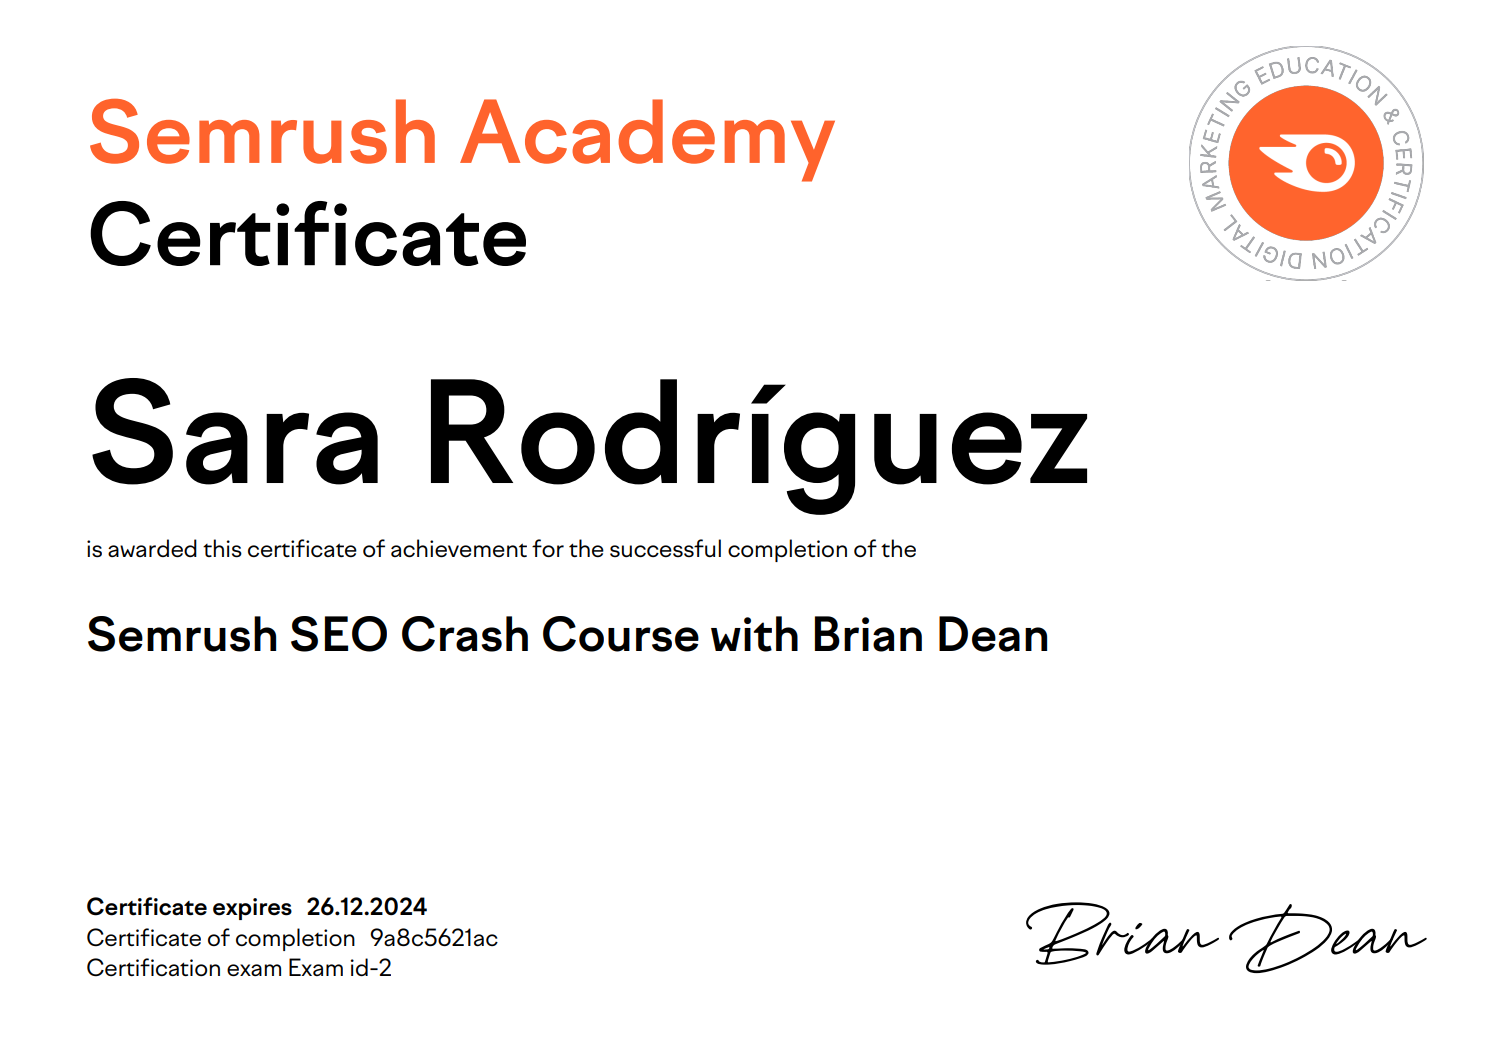 Semrush Academy
Certificate
DIGITAL MARKETING EDUCATION & CERTIFICATION
Sara Rodríguez
is awarded this certificate of achievement for the successful completion of the
Semrush SEO Crash Course with Brian Dean
Certificate expires 26.12.2024
Certificate of completion 9a8c5621ac
Certification exam Exam id-2
Brian Dean